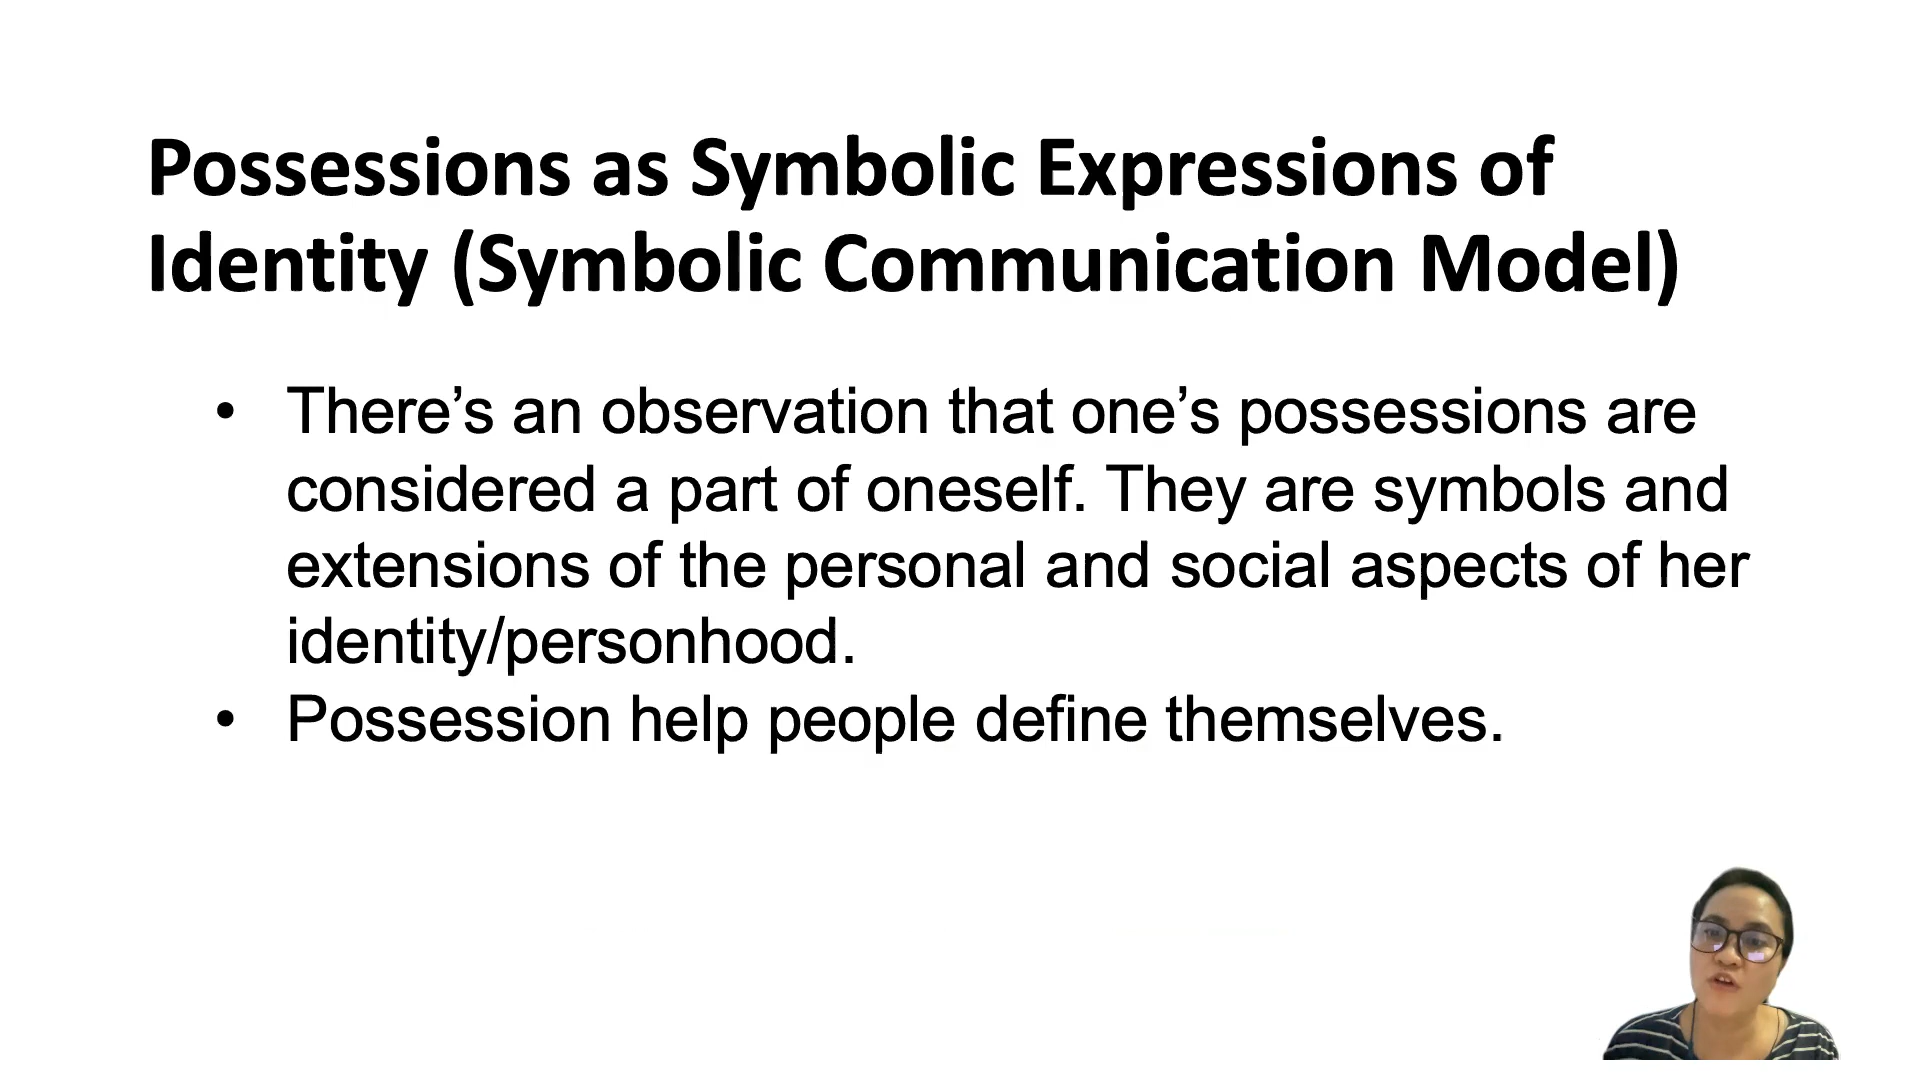 Possessions as Symbolic Expressions of
Identity (Symbolic Communication Model)
• There’s an observation that one’s possessions are
considered a part of oneself. They are symbols and
extensions of the personal and social aspects of her
identity/personhood.
• Possession help people define themselves.